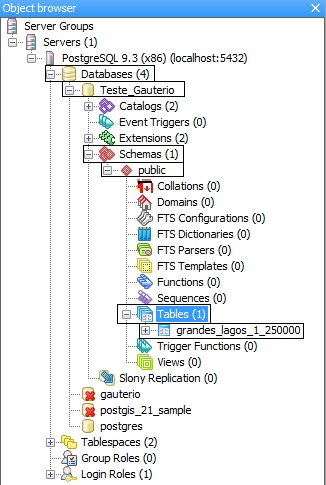 Object browser
Server Groups
Servers (1)
PostgreSQL 9.3 (x86) (localhost:5432)
Databases (4)
Teste_Gauterio
Catalogs (2)
Event Triggers (0)
Extensions (2)
Schemas (1)
public
Collations (0)
Domains (0)
FTS Configurations (0)
FTS Dictionaries (0)
FTS Parsers (0)
FTS Templates (0)
Functions (0)
Sequences (0)
Tables (1)
grandes_lagos_1_250000
Trigger Functions (0)
Views (0)
Slony Replication (0)
gauterio
postgis_21_sample
postgres
Tablespaces (2)
Group Roles (0)
Login Roles (1)